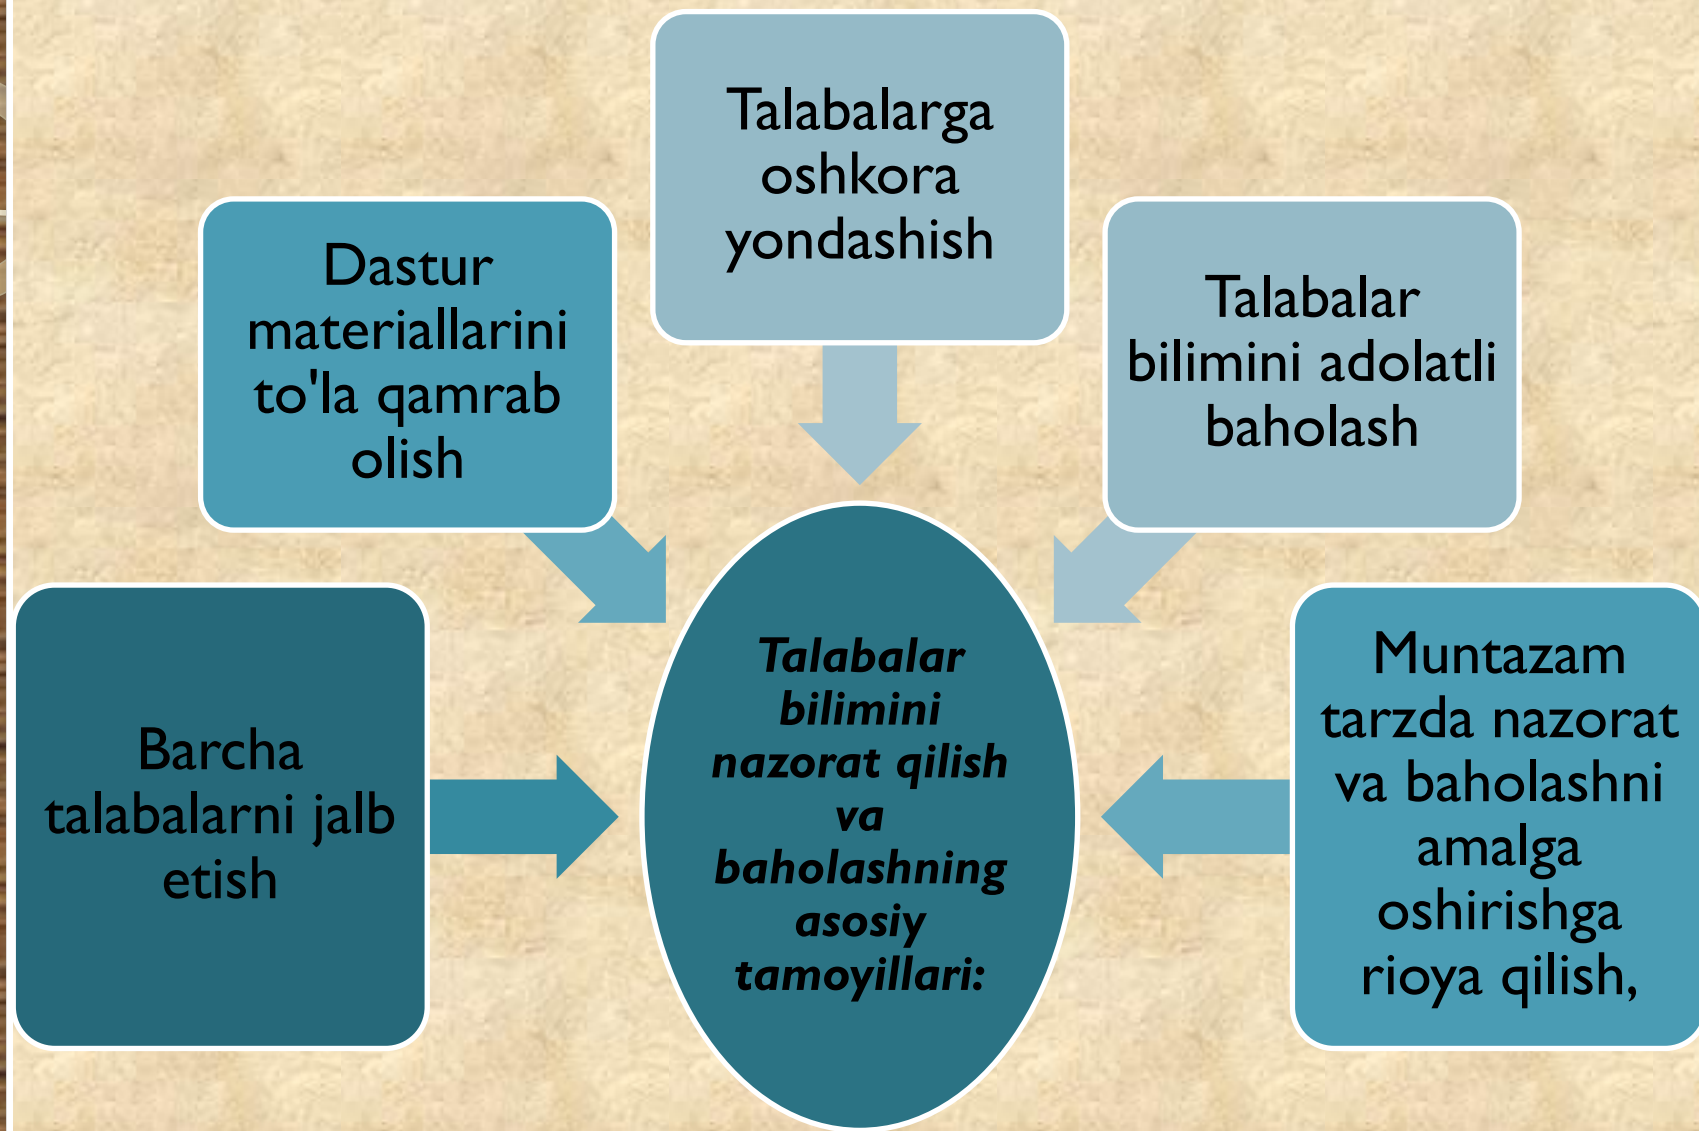 Talabalarga
oshkora
yondashish
Dastur
materiallarini
to'la qamrab
olish
Talabalar
bilimini adolatli
baholash
Barcha
talabalarni jalb
etish
Talabalar
bilimini
nazorat qilish
va
baholashning
asosiy
tamoyillari:
Muntazam
tarzda nazorat
va baholashni
amalga
oshirishga
rioya qilish,